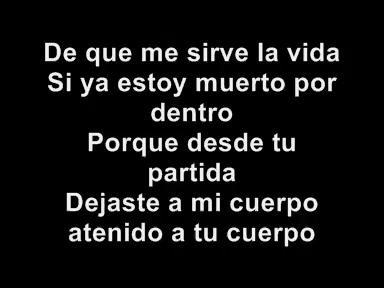 De que me sirve la vida
Si ya estoy muerto por
dentro
Porque desde tu
partida
Dejaste a mi cuerpo
atenido a tu cuerpo